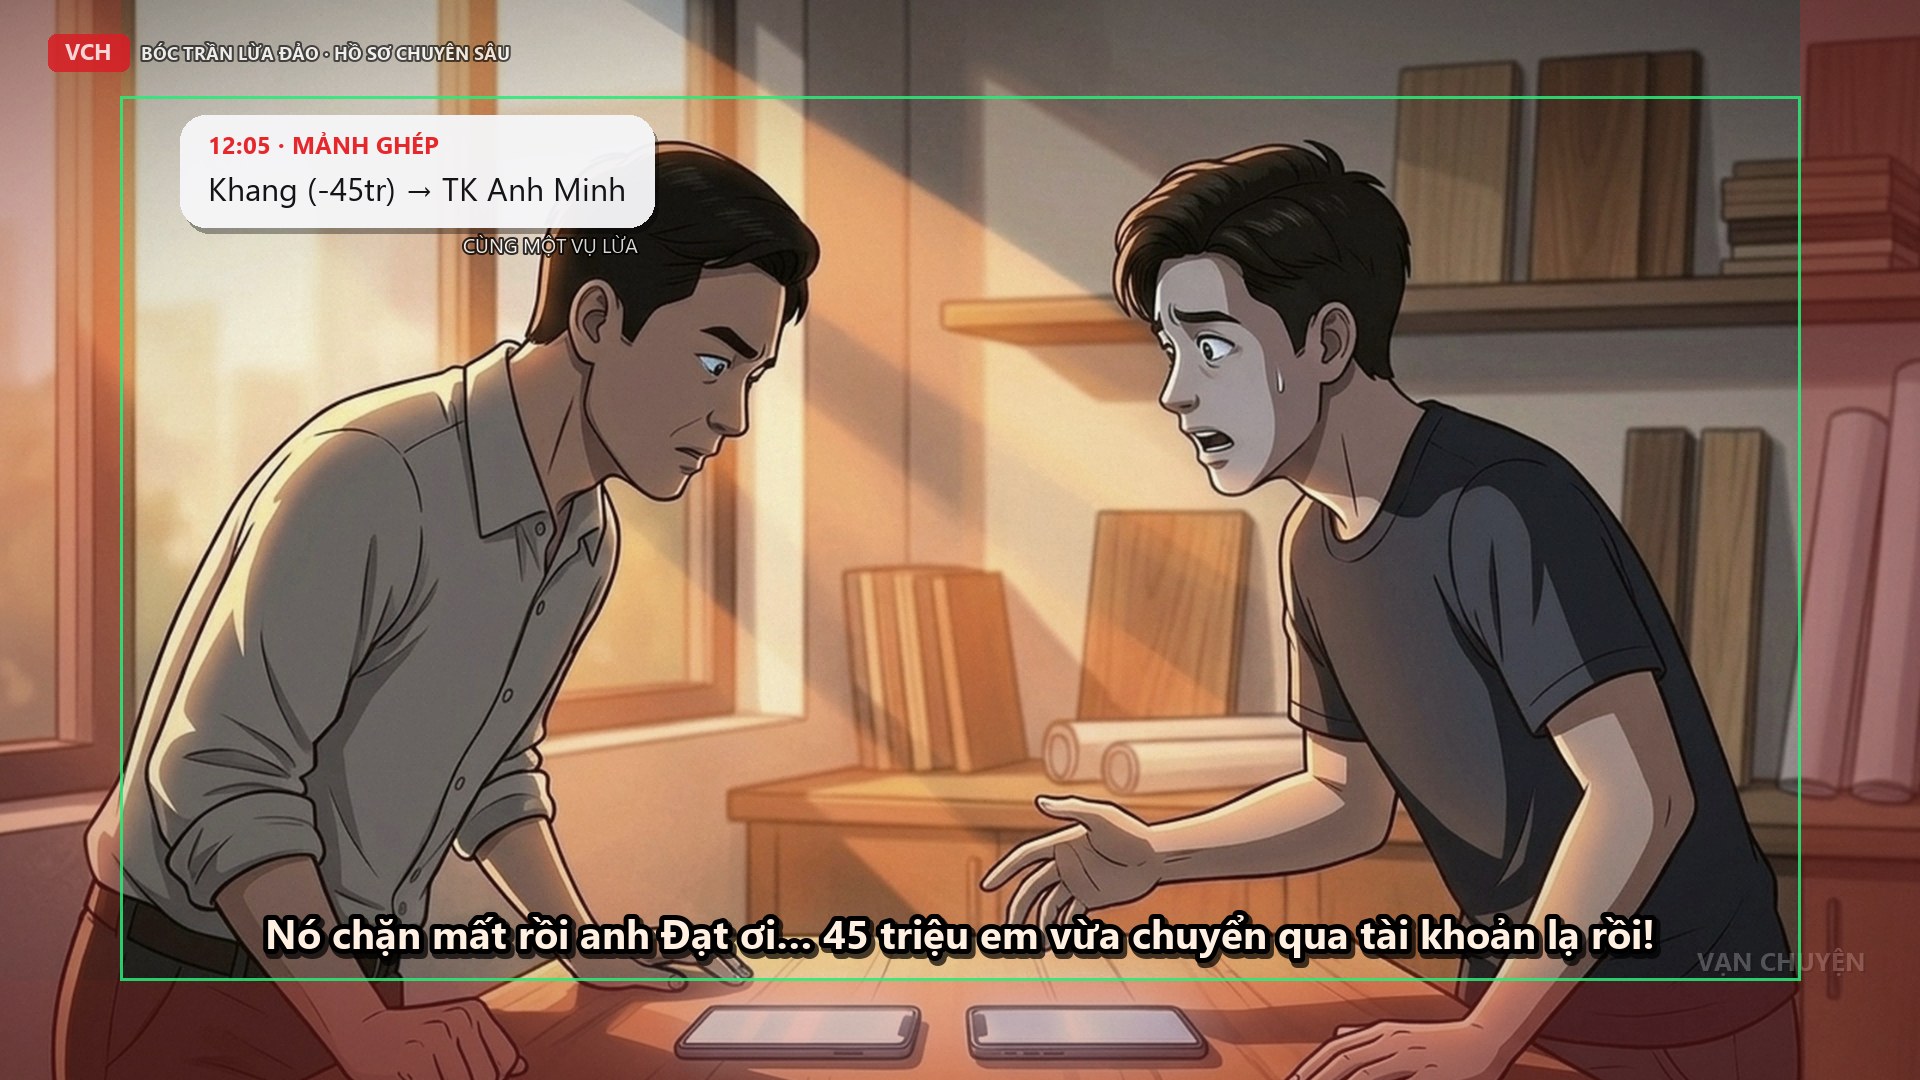 VCH
BÓC TRẦN LỪA ĐẢO · HỒ SƠ CHUYÊN SÂU
12:05 · MẢNH GHÉP
Khang (-45tr) → TK Anh Minh
CÙNG MỘT VỤ LỪA
Nó chặn mất rồi anh Đạt ơi... 45 triệu em vừa chuyển qua tài khoản lạ rồi!
VẠN CHUYỆN